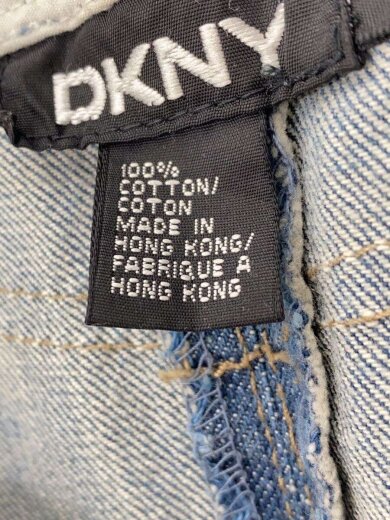 DKNY
100%
COTTON/
COTON
MADE IN
HONG KONG/
FABRIQUE A
HONG KONG